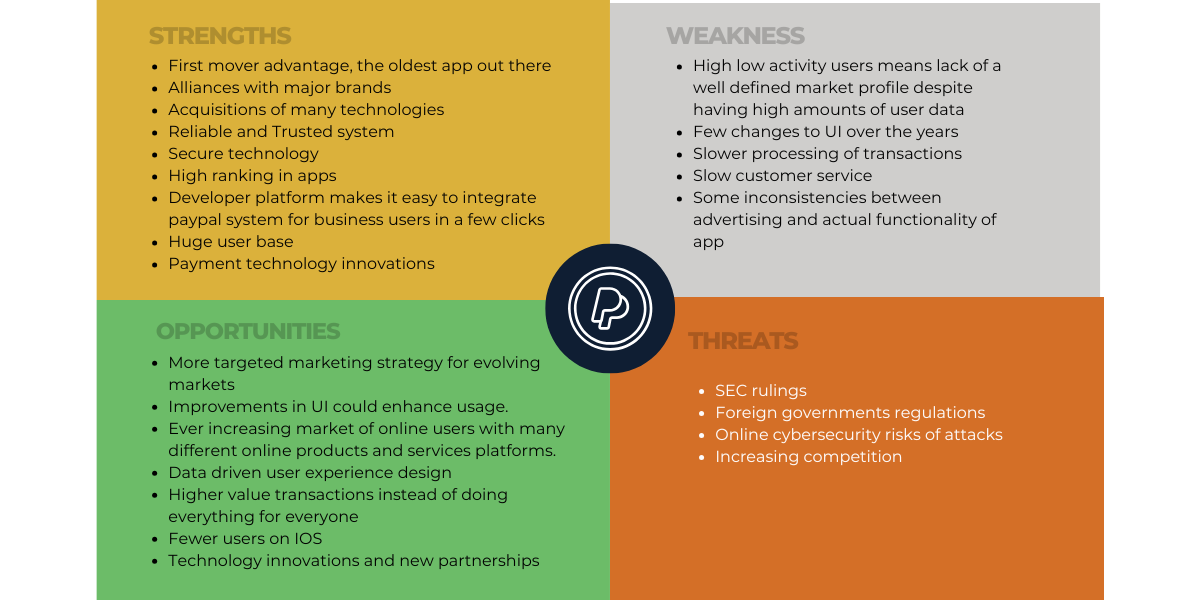 STRENGTHS
• First mover advantage, the oldest app out there
• Alliances with major brands
• Acquisitions of many technologies
• Reliable and Trusted system
• Secure technology
• High ranking in apps
• Developer platform makes it easy to integrate
paypal system for business users in a few clicks
• Huge user base
• Payment technology innovations
WEAKNESS
• High low activity users means lack of a
well defined market profile despite
having high amounts of user data
• Few changes to UI over the years
• Slower processing of transactions
• Slow customer service
• Some inconsistencies between
advertising and actual functionality of
app
OPPORTUNITIES
• More targeted marketing strategy for evolving
markets
• Improvements in UI could enhance usage.
• Ever increasing market of online users with many
different online products and services platforms.
• Data driven user experience design
• Higher value transactions instead of doing
everything for everyone
• Fewer users on IOS
• Technology innovations and new partnerships
THREATS
• SEC rulings
• Foreign governments regulations
• Online cybersecurity risks of attacks
• Increasing competition